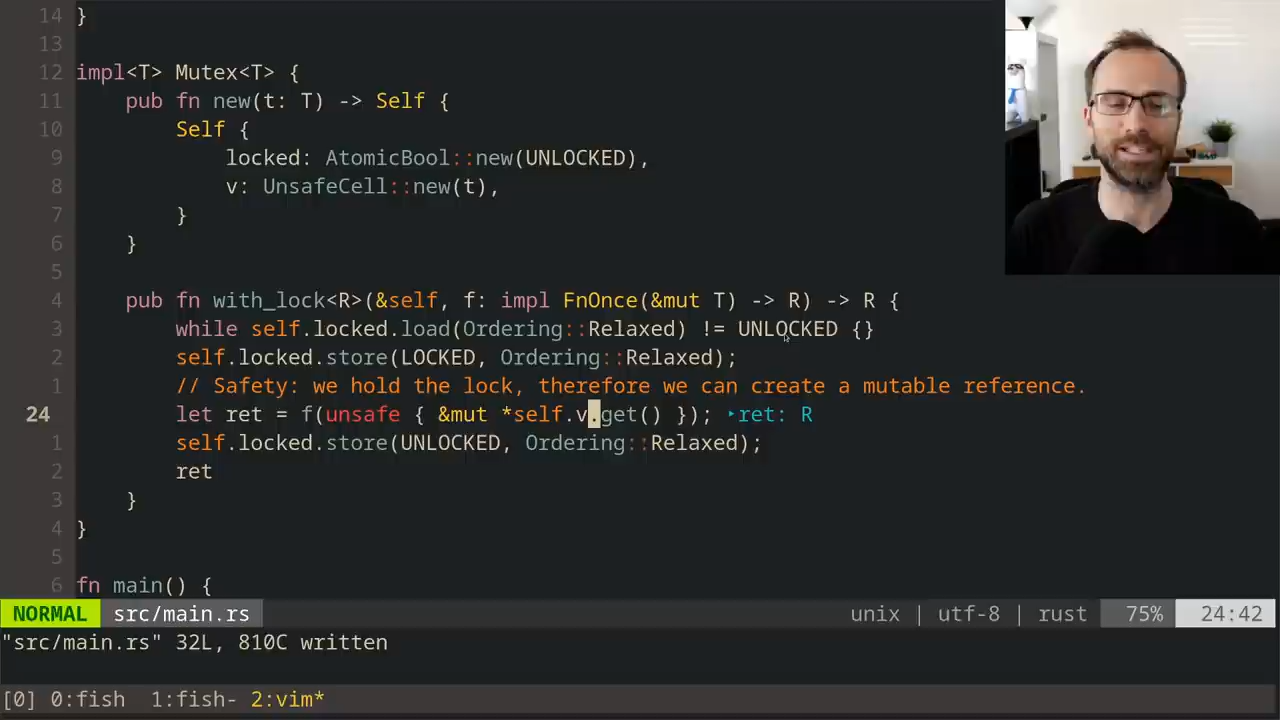 14 }
13
12 impl<T> Mutex<T> {
11     pub fn new(t: T) -> Self {
10         Self {
9             locked: AtomicBool::new(UNLOCKED),
8             v: UnsafeCell::new(t),
7         }
6     }
5
4     pub fn with_lock<R>(&self, f: impl FnOnce(&mut T) -> R) -> R {
3         while self.locked.load(Ordering::Relaxed) != UNLOCKED {}
2         self.locked.store(LOCKED, Ordering::Relaxed);
1         // Safety: we hold the lock, therefore we can create a mutable reference.
24         let ret = f(unsafe { &mut *self.v.get() }); ‣ret: R
1         self.locked.store(UNLOCKED, Ordering::Relaxed);
2         ret
3     }
4 }
5
6 fn main() {
NORMAL src/main.rs unix | utf-8 | rust 75% 24:42
"src/main.rs" 32L, 810C written
[0] 0:fish 1:fish- 2:vim*